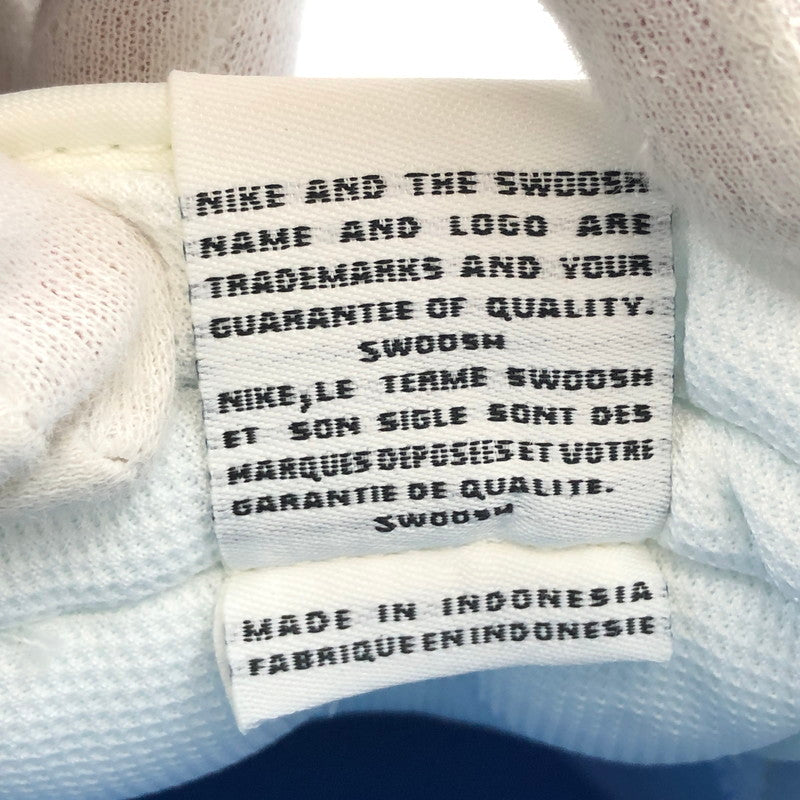 NIKE AND THE SWOOSH
NAME AND LOGO ARE
TRADEMARKS AND YOUR
GUARANTEE OF QUALITY.
SWOOSH
NIKE, LE TERME SWOOSH
ET SON SIGLE SONT DES
MARQUES DEPOSEES ET VOTRE
GARANTIE DE QUALITE.
SWOOSH
MADE IN INDONESIA
FABRIQUE EN INDONESIE